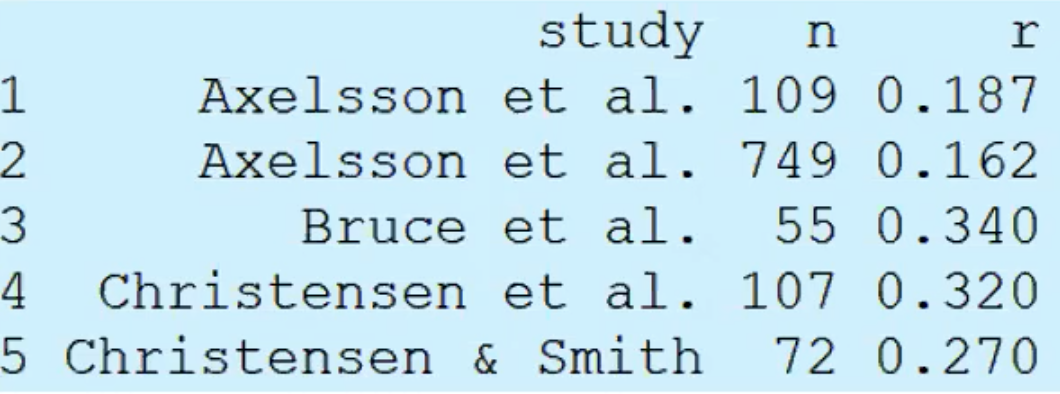 study n r
1 Axelsson et al. 109 0.187
2 Axelsson et al. 749 0.162
3 Bruce et al. 55 0.340
4 Christensen et al. 107 0.320
5 Christensen & Smith 72 0.270